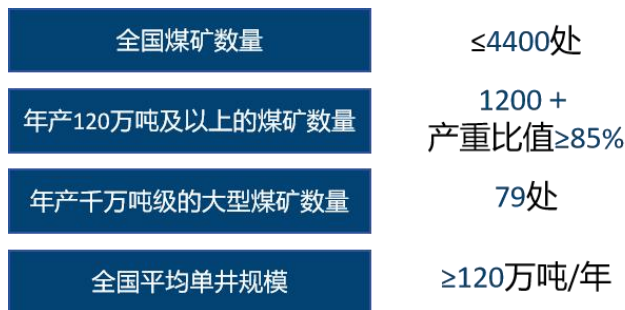 全国煤矿数量
≤4400处
年产120万吨及以上的煤矿数量
1200 +
产重比值≥85%
年产千万吨级的大型煤矿数量
79处
全国平均单井规模
≥120万吨/年